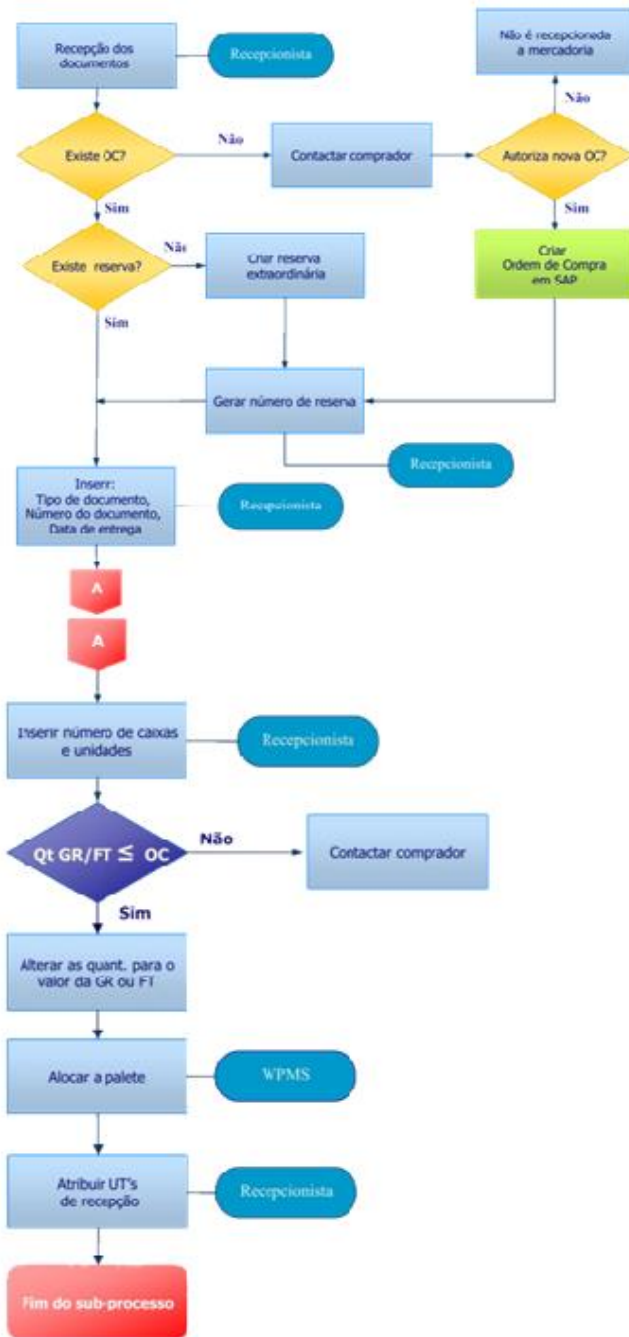 Recepção dos
documentos
Recepcionista
Não é recepcionada
a mercadoria
Não
Existe OC?
Não
Contactar comprador
Autoriza nova OC?
Sim
Sim
Existe reserva?
Não
Criar reserva
extraordinária
Criar
Ordem de Compra
em SAP
Sim
Gerar número de reserva
Recepcionista
Inserir:
Tipo de documento,
Número do documento,
Data de entrega
Recepcionista
A
A
Inserir número de caixas
e unidades
Recepcionista
Qt GR/FT ≤ OC
Não
Contactar comprador
Sim
Alterar as quant. para o
valor da GR ou FT
Alocar a palete
WPMS
Atribuir UT's
de recepção
Recepcionista
Fim do sub-processo